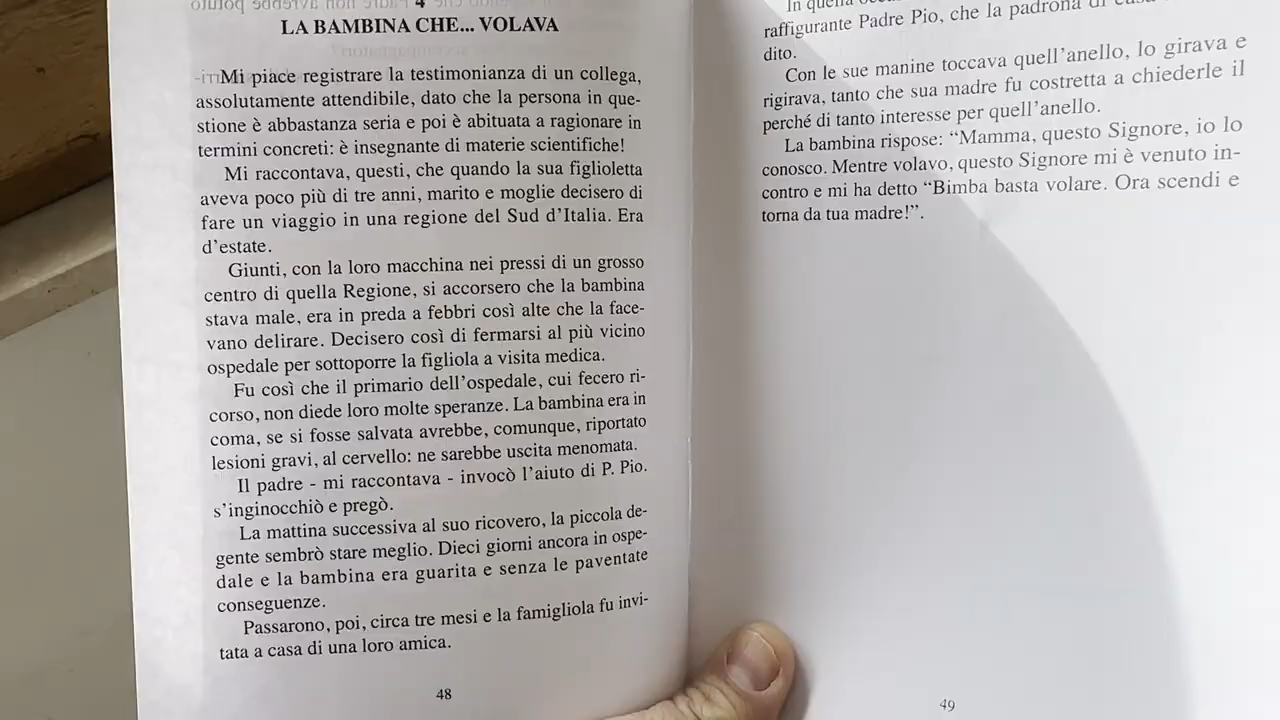 4
LA BAMBINA CHE... VOLAVA
Mi piace registrare la testimonianza di un collega,
assolutamente attendibile, dato che la persona in que-
stione è abbastanza seria e poi è abituata a ragionare in
termini concreti: è insegnante di materie scientifiche!
Mi raccontava, questi, che quando la sua figlioletta
aveva poco più di tre anni, marito e moglie decisero di
fare un viaggio in una regione del Sud d'Italia. Era
d'estate.
Giunti, con la loro macchina nei pressi di un grosso
centro di quella Regione, si accorsero che la bambina
stava male, era in preda a febbri così alte che la face-
vano delirare. Decisero così di fermarsi al più vicino
ospedale per sottoporre la figliola a visita medica.
Fu così che il primario dell'ospedale, cui fecero ri-
corso, non diede loro molte speranze. La bambina era in
coma, se si fosse salvata avrebbe, comunque, riportato
lesioni gravi, al cervello: ne sarebbe uscita menomata.
Il padre - mi raccontava - invocò l'aiuto di P. Pio.
s'inginocchiò e pregò.
La mattina successiva al suo ricovero, la piccola de-
gente sembrò stare meglio. Dieci giorni ancora in ospe-
dale e la bambina era guarita e senza le paventate
conseguenze.
Passarono, poi, circa tre mesi e la famigliola fu invi-
tata a casa di una loro amica.
48
In quella
raffigurante Padre Pio, che la padrona di
dito.
Con le sue manine toccava quell'anello, lo girava e
rigirava, tanto che sua madre fu costretta a chiederle il
perché di tanto interesse per quell'anello.
La bambina rispose: “Mamma, questo Signore, io lo
conosco. Mentre volavo, questo Signore mi è venuto in-
contro e mi ha detto “Bimba basta volare. Ora scendi e
torna da tua madre!”.
49